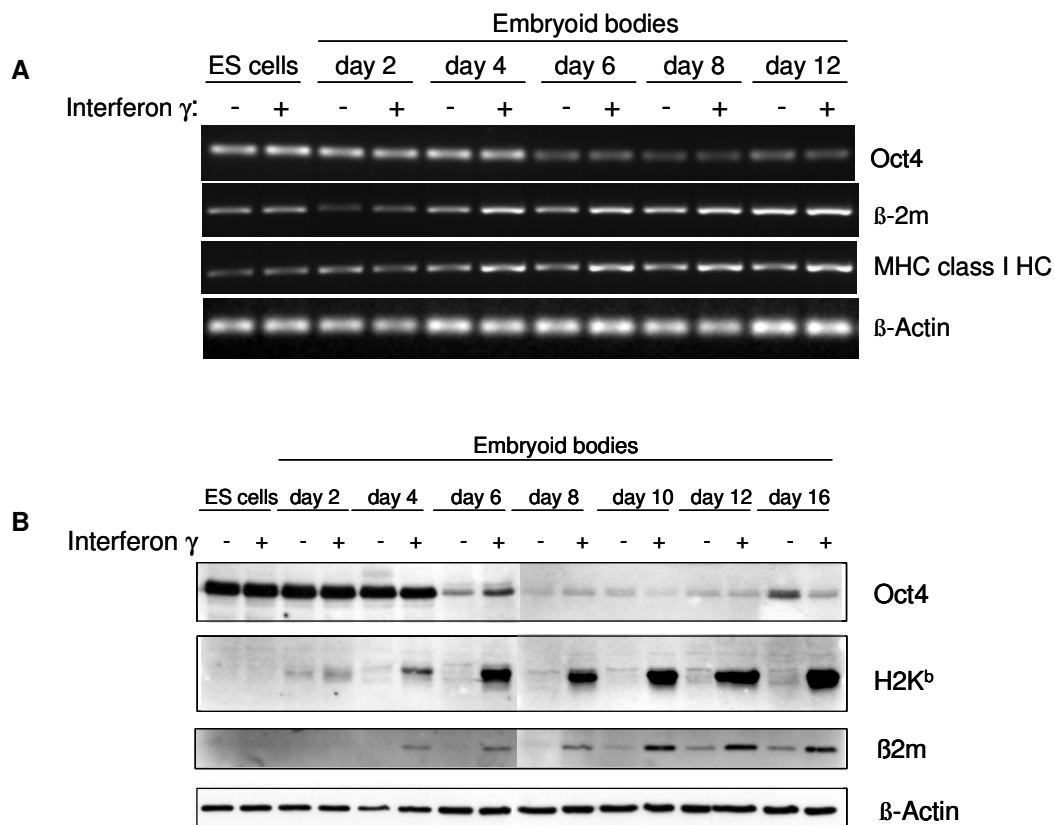 Embryoid bodies
A
ES cells day 2 day 4 day 6 day 8 day 12
Interferon γ: - + - + - + - + - + - +
Oct4
ß-2m
MHC class I HC
ß-Actin
Embryoid bodies
ES cells day 2 day 4 day 6 day 8 day 10 day 12 day 16
B
Interferon γ - + - + - + - + - + - + - + - +
Oct4
H2Kᵇ
ß2m
ß-Actin